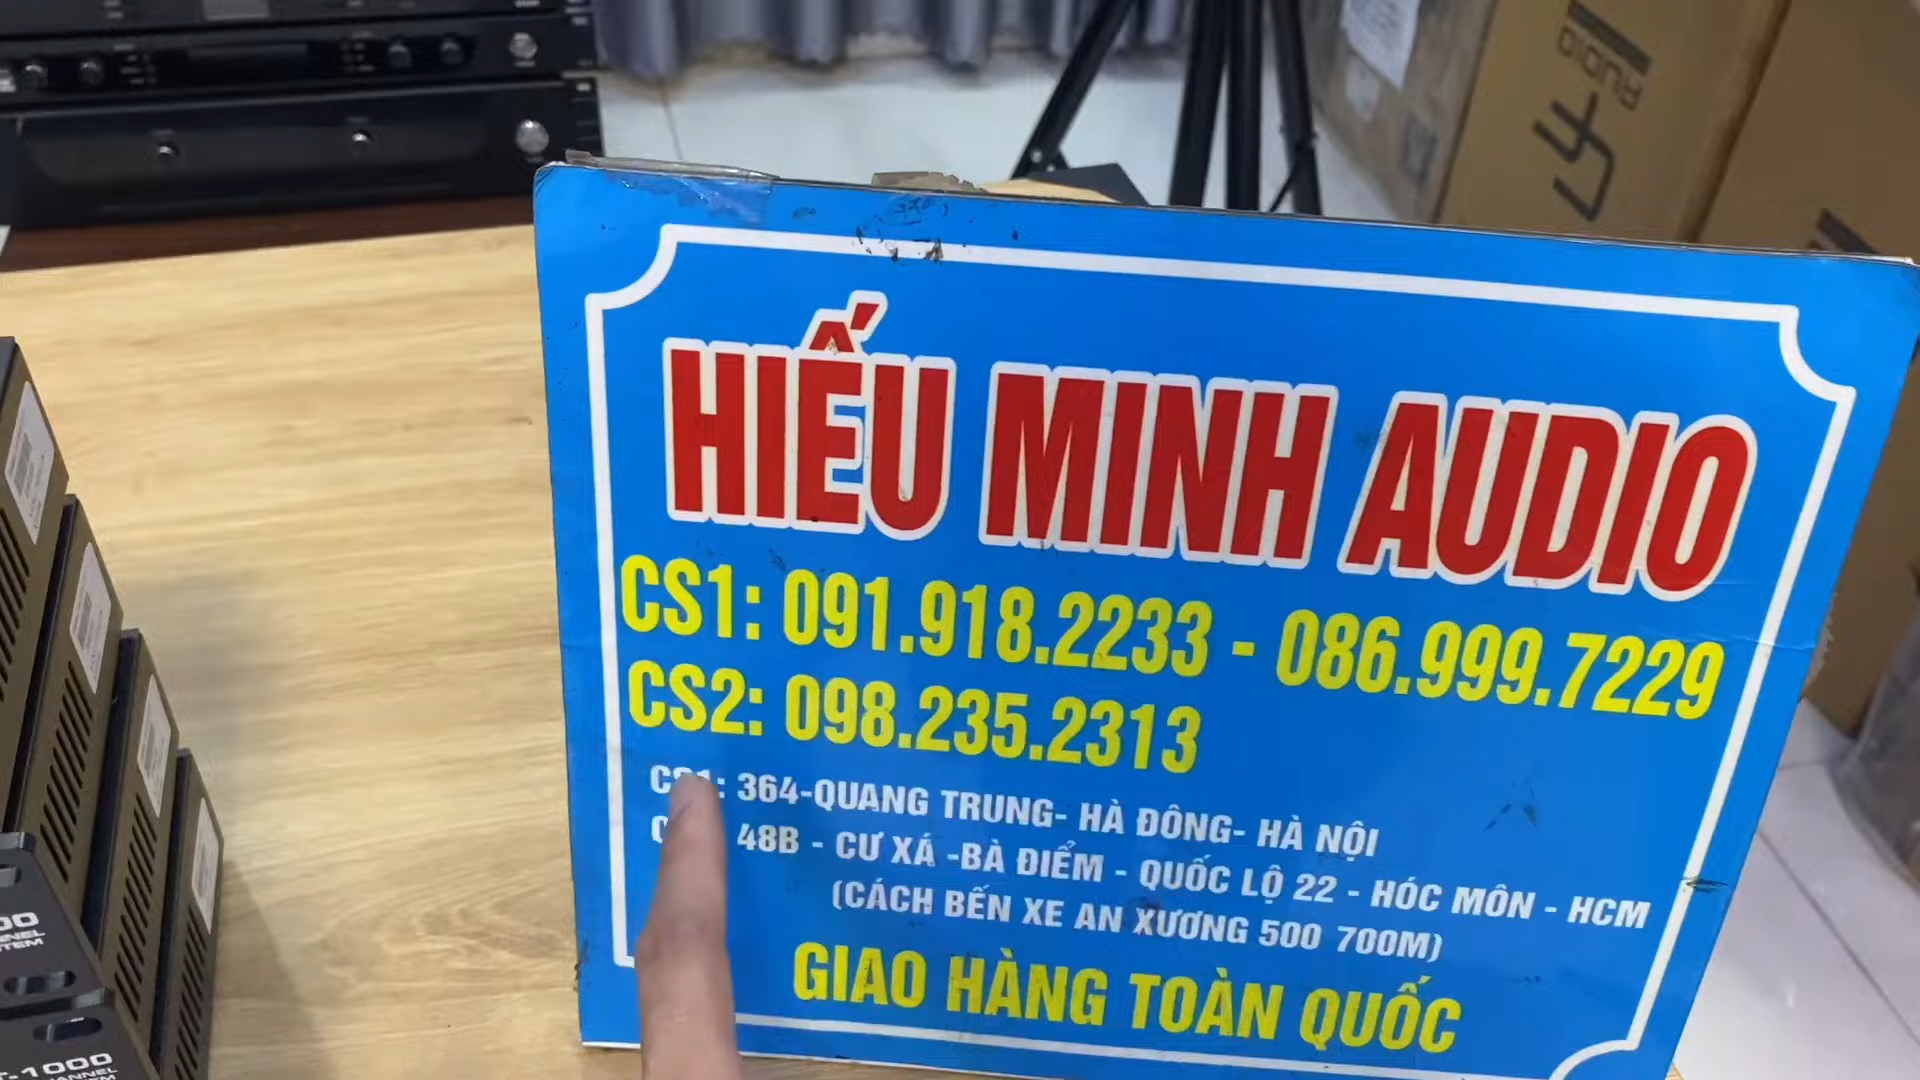 HIẾU MINH AUDIO
CS1: 091.918.2233 - 086.999.7229
CS2: 098.235.2313
CS1: 364-QUANG TRUNG- HÀ ĐÔNG- HÀ NỘI
48B - CƯ XÁ -BÀ ĐIỂM - QUỐC LỘ 22 - HÓC MÔN - HCM
(CÁCH BẾN XE AN XƯƠNG 500 700M)
GIAO HÀNG TOÀN QUỐC
AUDIO